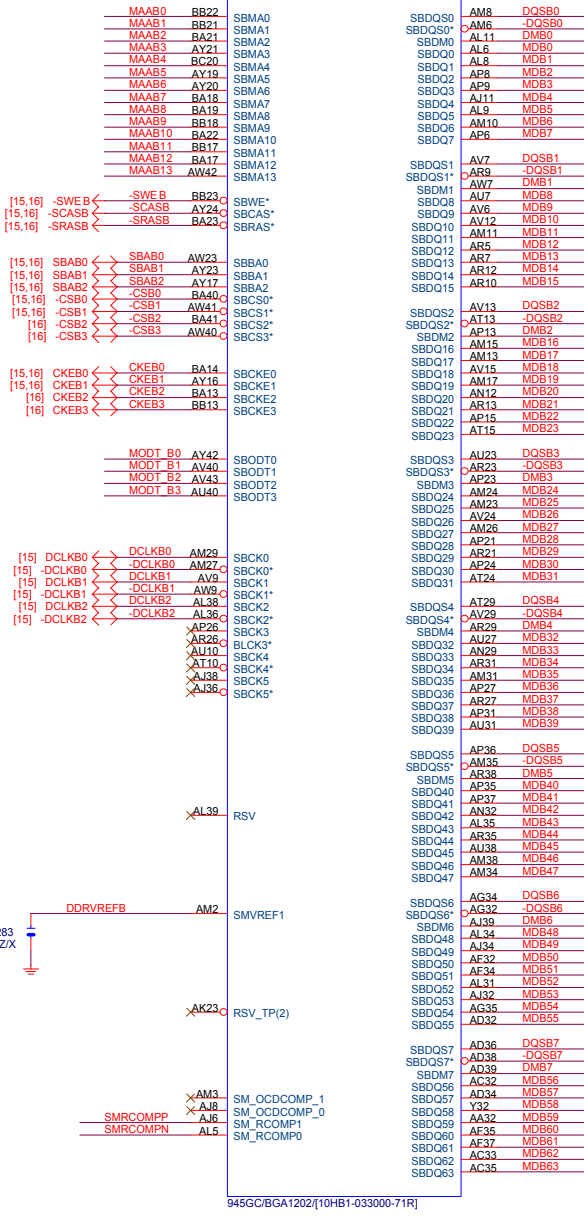 MAAB0 BB22 SBMA0
MAAB1 BB21 SBMA1
MAAB2 BA21 SBMA2
MAAB3 AY21 SBMA3
MAAB4 BC20 SBMA4
MAAB5 AY19 SBMA5
MAAB6 AY20 SBMA6
MAAB7 BA18 SBMA7
MAAB8 BA19 SBMA8
MAAB9 BB18 SBMA9
MAAB10 BA22 SBMA10
MAAB11 BB17 SBMA11
MAAB12 BA17 SBMA12
MAAB13 AW42 SBMA13
[15,16] -SWEB -SWEB BB23 SBWE*
[15,16] -SCASB -SCASB AY24 SBCAS*
[15,16] -SRASB -SRASB BA23 SBRAS*
[15,16] SBAB0 SBAB0 AW23 SBBA0
[15,16] SBAB1 SBAB1 AY23 SBBA1
[15,16] SBAB2 SBAB2 AY17 SBBA2
[15,16] -CSB0 -CSB0 BA40 SBCS0*
[15,16] -CSB1 -CSB1 AW41 SBCS1*
[16] -CSB2 -CSB2 BA41 SBCS2*
[16] -CSB3 -CSB3 AW40 SBCS3*
[15,16] CKEB0 CKEB0 BA14 SBCKE0
[15,16] CKEB1 CKEB1 AY16 SBCKE1
[16] CKEB2 CKEB2 BA13 SBCKE2
[16] CKEB3 CKEB3 BB13 SBCKE3
MODT_B0 AY42 SBODT0
MODT_B1 AV40 SBODT1
MODT_B2 AV43 SBODT2
MODT_B3 AU40 SBODT3
[15] DCLKB0 DCLKB0 AM29 SBCK0
[15] -DCLKB0 -DCLKB0 AM27 SBCK0*
[15] DCLKB1 DCLKB1 AV9 SBCK1
[15] -DCLKB1 -DCLKB1 AW9 SBCK1*
[15] DCLKB2 DCLKB2 AL38 SBCK2
[15] -DCLKB2 -DCLKB2 AL36 SBCK2*
AP26 SBCK3
AR26 BLCK3*
AU10 SBCK4
AT10 SBCK4*
AJ38 SBCK5
AJ36 SBCK5*
AL39 RSV
DDRVREFB AM2 SMVREF1
283
Z/X
AK23 RSV_TP(2)
AM3 SM_OCDCOMP_1
AJ8 SM_OCDCOMP_0
SMRCOMPP AJ6 SM_RCOMP1
SMRCOMPN AL5 SM_RCOMP0
SBDQS0 AM8 DQSB0
SBDQS0* AM6 -DQSB0
SBDM0 AL11 DMB0
SBDQ0 AL6 MDB0
SBDQ1 AL8 MDB1
SBDQ2 AP8 MDB2
SBDQ3 AP9 MDB3
SBDQ4 AJ11 MDB4
SBDQ5 AL9 MDB5
SBDQ6 AM10 MDB6
SBDQ7 AP6 MDB7
SBDQS1 AV7 DQSB1
SBDQS1* AR9 -DQSB1
SBDM1 AW7 DMB1
SBDQ8 AU7 MDB8
SBDQ9 AV6 MDB9
SBDQ10 AV12 MDB10
SBDQ11 AM11 MDB11
SBDQ12 AR5 MDB12
SBDQ13 AR7 MDB13
SBDQ14 AR12 MDB14
SBDQ15 AR10 MDB15
SBDQS2 AV13 DQSB2
SBDQS2* AT13 -DQSB2
SBDM2 AP13 DMB2
SBDQ16 AM15 MDB16
SBDQ17 AM13 MDB17
SBDQ18 AV15 MDB18
SBDQ19 AM17 MDB19
SBDQ20 AN12 MDB20
SBDQ21 AR13 MDB21
SBDQ22 AP15 MDB22
SBDQ23 AT15 MDB23
SBDQS3 AU23 DQSB3
SBDQS3* AR23 -DQSB3
SBDM3 AP23 DMB3
SBDQ24 AM24 MDB24
SBDQ25 AM23 MDB25
SBDQ26 AV24 MDB26
SBDQ27 AM26 MDB27
SBDQ28 AP21 MDB28
SBDQ29 AR21 MDB29
SBDQ30 AP24 MDB30
SBDQ31 AT24 MDB31
SBDQS4 AT29 DQSB4
SBDQS4* AV29 -DQSB4
SBDM4 AR29 DMB4
SBDQ32 AU27 MDB32
SBDQ33 AN29 MDB33
SBDQ34 AR31 MDB34
SBDQ35 AM31 MDB35
SBDQ36 AP27 MDB36
SBDQ37 AR27 MDB37
SBDQ38 AP31 MDB38
SBDQ39 AU31 MDB39
SBDQS5 AP36 DQSB5
SBDQS5* AM35 -DQSB5
SBDM5 AR38 DMB5
SBDQ40 AP35 MDB40
SBDQ41 AP37 MDB41
SBDQ42 AN32 MDB42
SBDQ43 AL35 MDB43
SBDQ44 AR35 MDB44
SBDQ45 AU38 MDB45
SBDQ46 AM38 MDB46
SBDQ47 AM34 MDB47
SBDQS6 AG34 DQSB6
SBDQS6* AG32 -DQSB6
SBDM6 AJ39 DMB6
SBDQ48 AL34 MDB48
SBDQ49 AJ34 MDB49
SBDQ50 AF32 MDB50
SBDQ51 AF34 MDB51
SBDQ52 AL31 MDB52
SBDQ53 AJ32 MDB53
SBDQ54 AG35 MDB54
SBDQ55 AD32 MDB55
SBDQS7 AD36 DQSB7
SBDQS7* AD38 -DQSB7
SBDM7 AD39 DMB7
SBDQ56 AC32 MDB56
SBDQ57 AD34 MDB57
SBDQ58 Y32 MDB58
SBDQ59 AA32 MDB59
SBDQ60 AF35 MDB60
SBDQ61 AF37 MDB61
SBDQ62 AC33 MDB62
SBDQ63 AC35 MDB63
945GC/BGA1202/[10HB1-033000-71R]